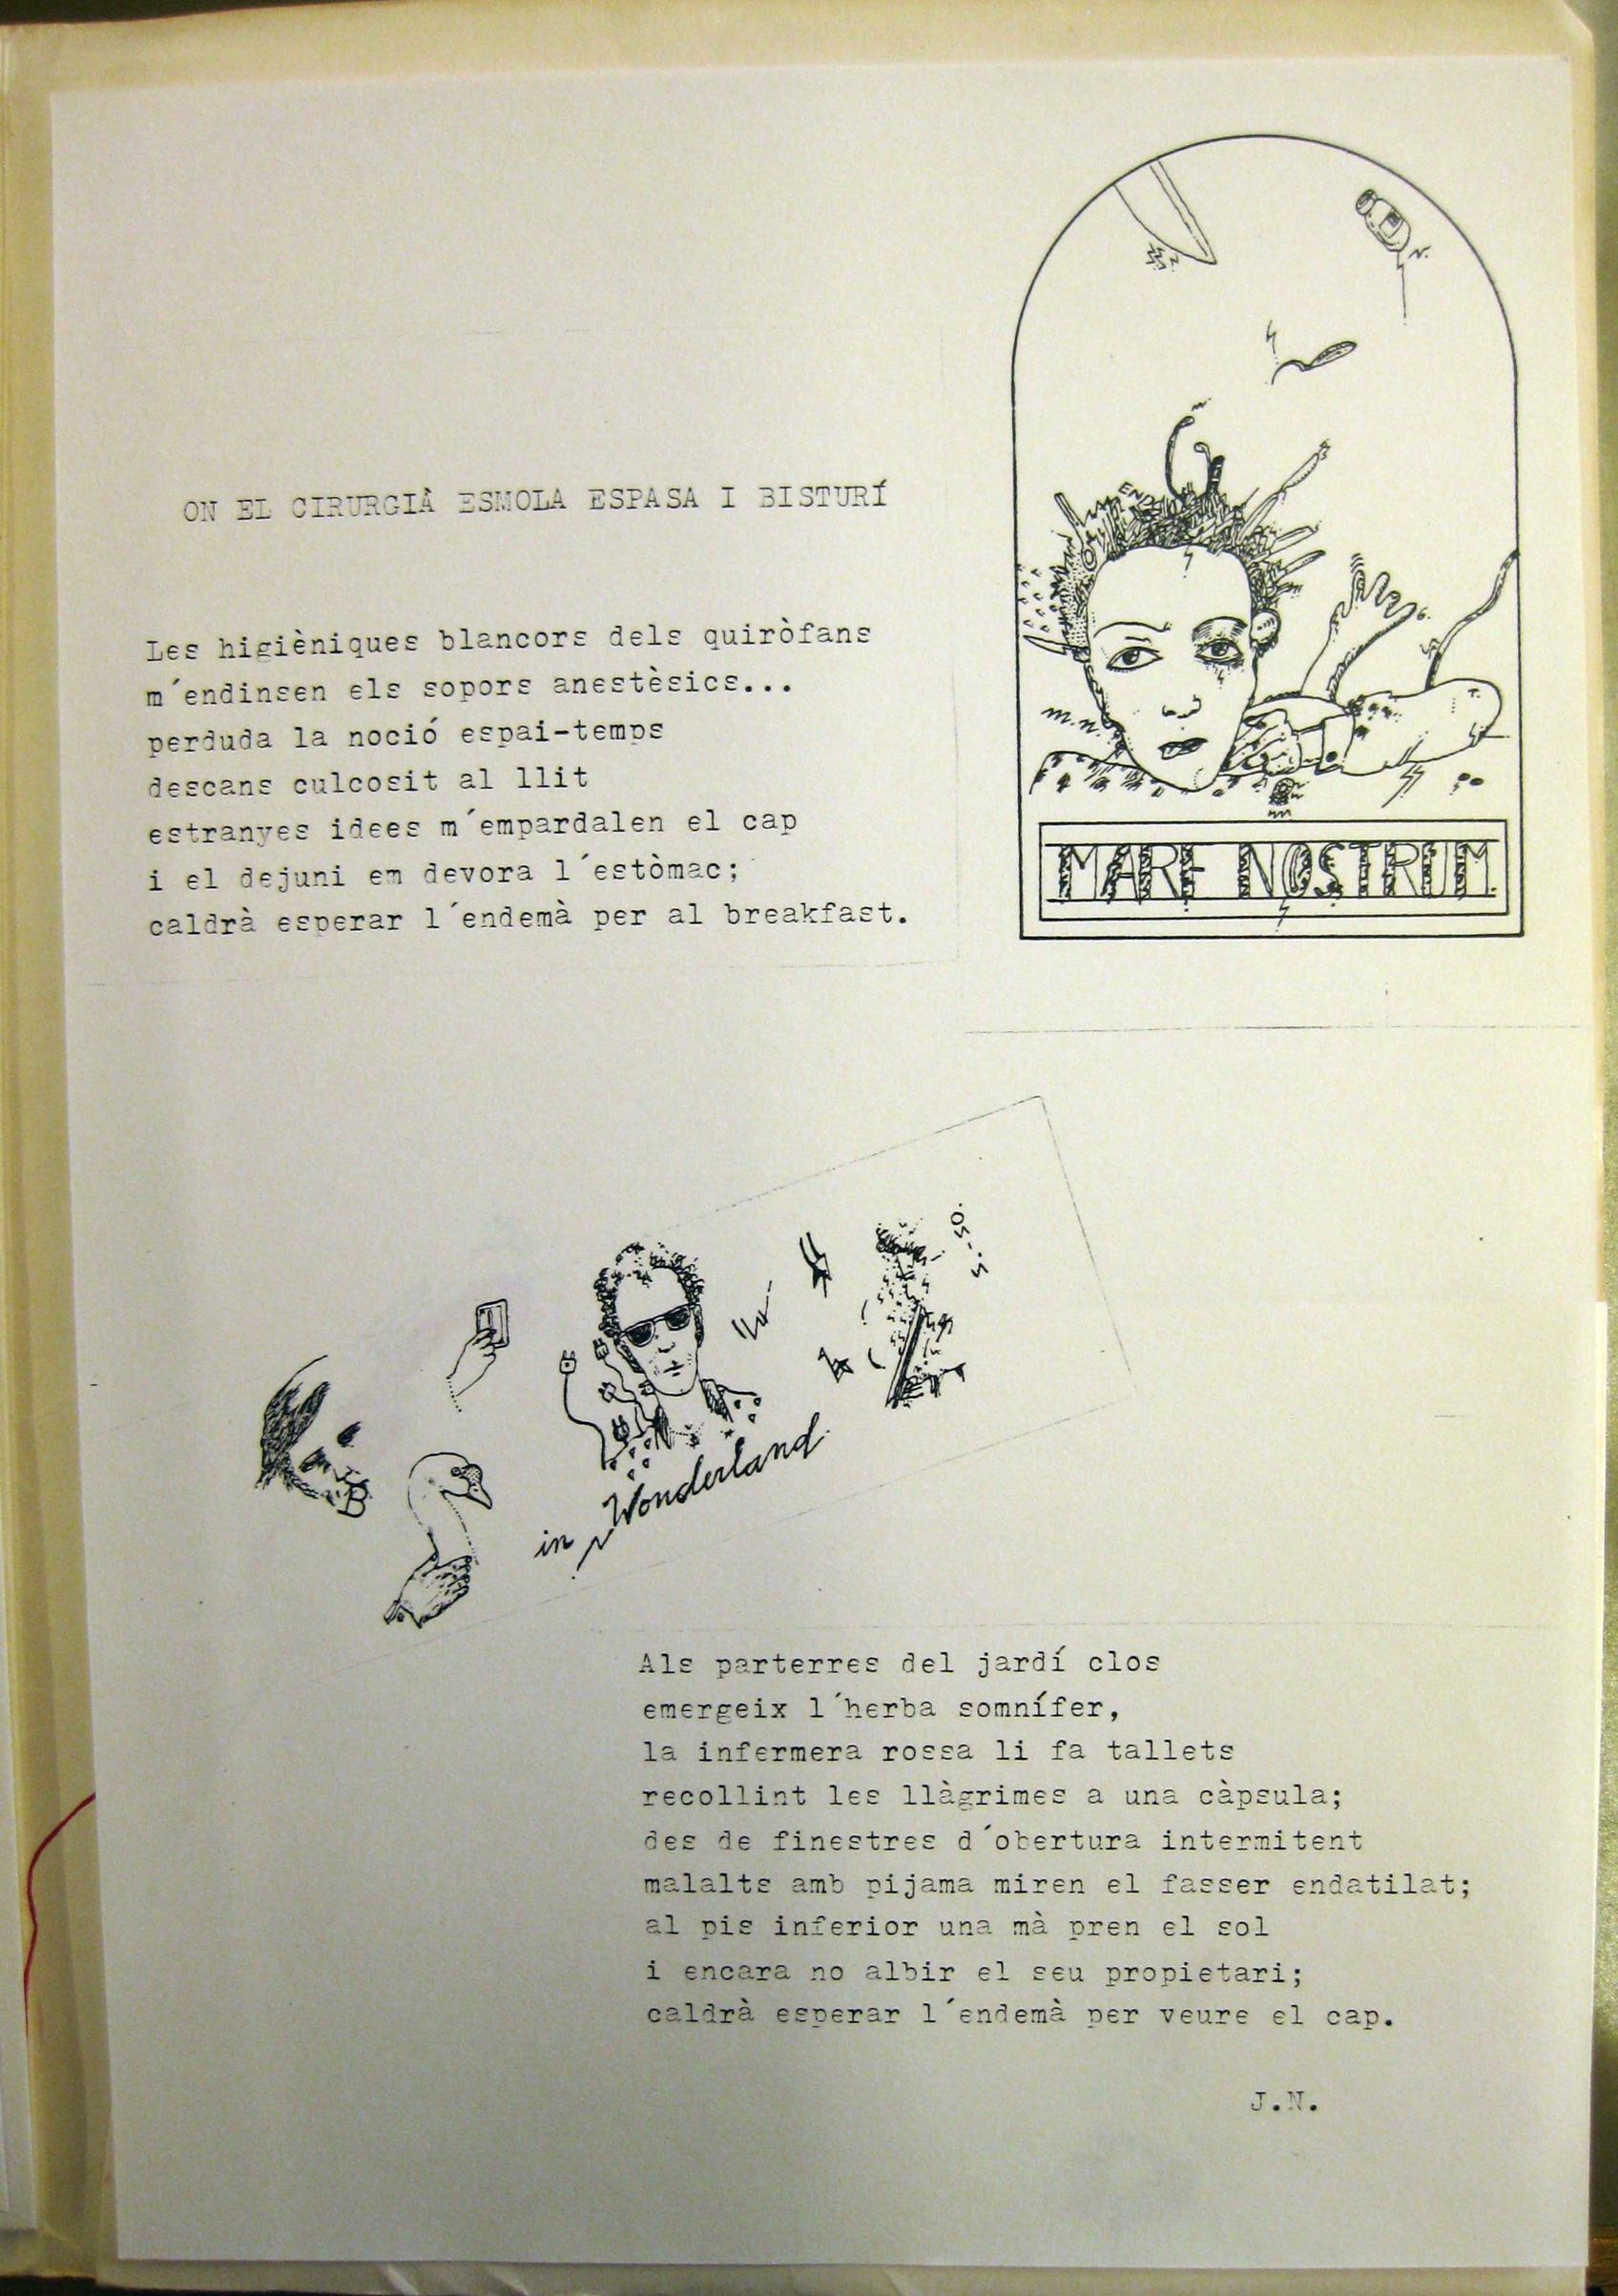 ON EL CIRURGIÀ ESMOLA ESPASA I BISTURÍ
Les higièniques blancors dels quiròfans
m´endinsen els sopors anestèsics...
perduda la noció espai-temps
descans culcosit al llit
estranyes idees m´empardalen el cap
i el dejuni em devora l´estòmac;
caldrà esperar l´endemà per al breakfast.
MARE NOSTRUM
in Wonderland
Als parterres del jardí clos
emergeix l´herba somnífer,
la infermera rossa li fa tallets
recollint les llàgrimes a una càpsula;
des de finestres d´obertura intermitent
malalts amb pijama miren el fasser endatilat;
al pis inferior una mà pren el sol
i encara no albir el seu propietari;
caldrà esperar l´endemà per veure el cap.
J.N.